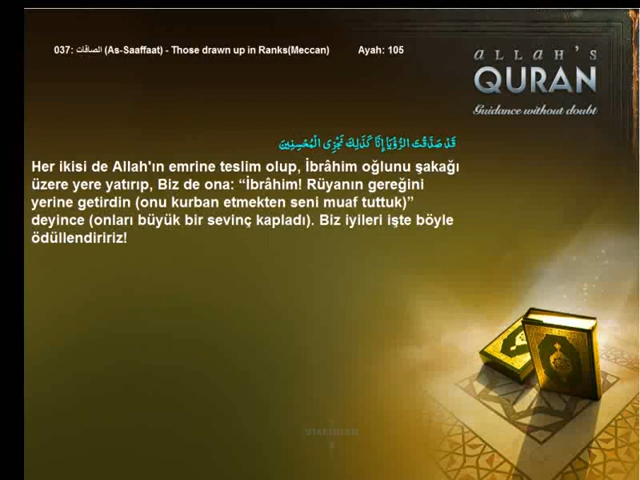 037: الصافات (As-Saaffaat) - Those drawn up in Ranks(Meccan) Ayah: 105
ALLAH'S
QURAN
Guidance without doubt
قَدْ صَدَّقْتَ الرُّؤْيَا إِنَّا كَذَلِكَ نَجْزِي الْمُحْسِنِينَ
Her ikisi de Allah'ın emrine teslim olup, İbrâhim oğlunu şakağı
üzere yere yatırıp, Biz de ona: “İbrâhim! Rüyanın gereğini
yerine getirdin (onu kurban etmekten seni muaf tuttuk)”
deyince (onları büyük bir sevinç kapladı). Biz iyileri işte böyle
ödüllendiririz!